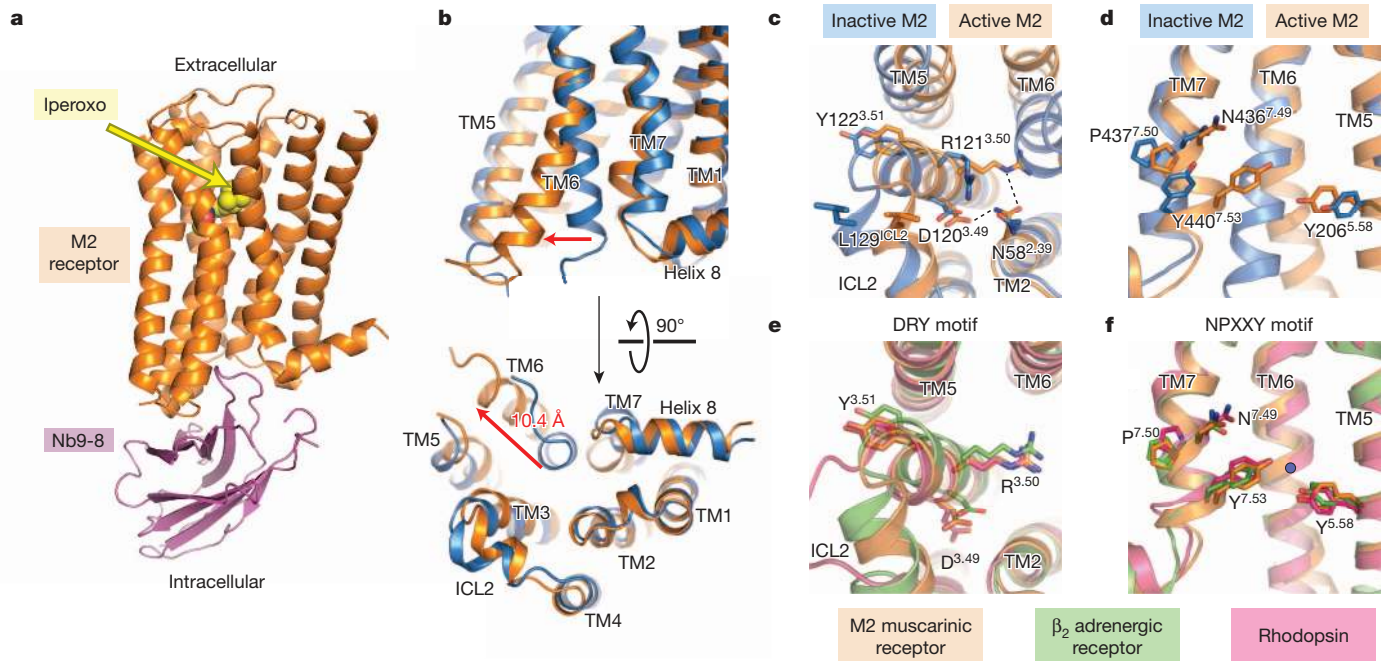 a
Extracellular
Iperoxo
M2
receptor
Nb9-8
Intracellular
b
TM5
TM6
TM7
TM1
Helix 8
90°
TM6
10.4 Å
TM7
Helix 8
TM5
TM3
TM2
TM1
ICL2
TM4
c
Inactive M2
Active M2
TM5
TM6
Y122^3.51
R121^3.50
L129^ICL2
D120^3.49
N58^2.39
ICL2
TM2
d
Inactive M2
Active M2
TM7
TM6
TM5
N436^7.49
P437^7.50
Y440^7.53
Y206^5.58
e
DRY motif
TM5
TM6
Y^3.51
R^3.50
ICL2
D^3.49
TM2
f
NPXXY motif
TM7
TM6
TM5
N^7.49
P^7.50
Y^7.53
Y^5.58
M2 muscarinic
receptor
β₂ adrenergic
receptor
Rhodopsin